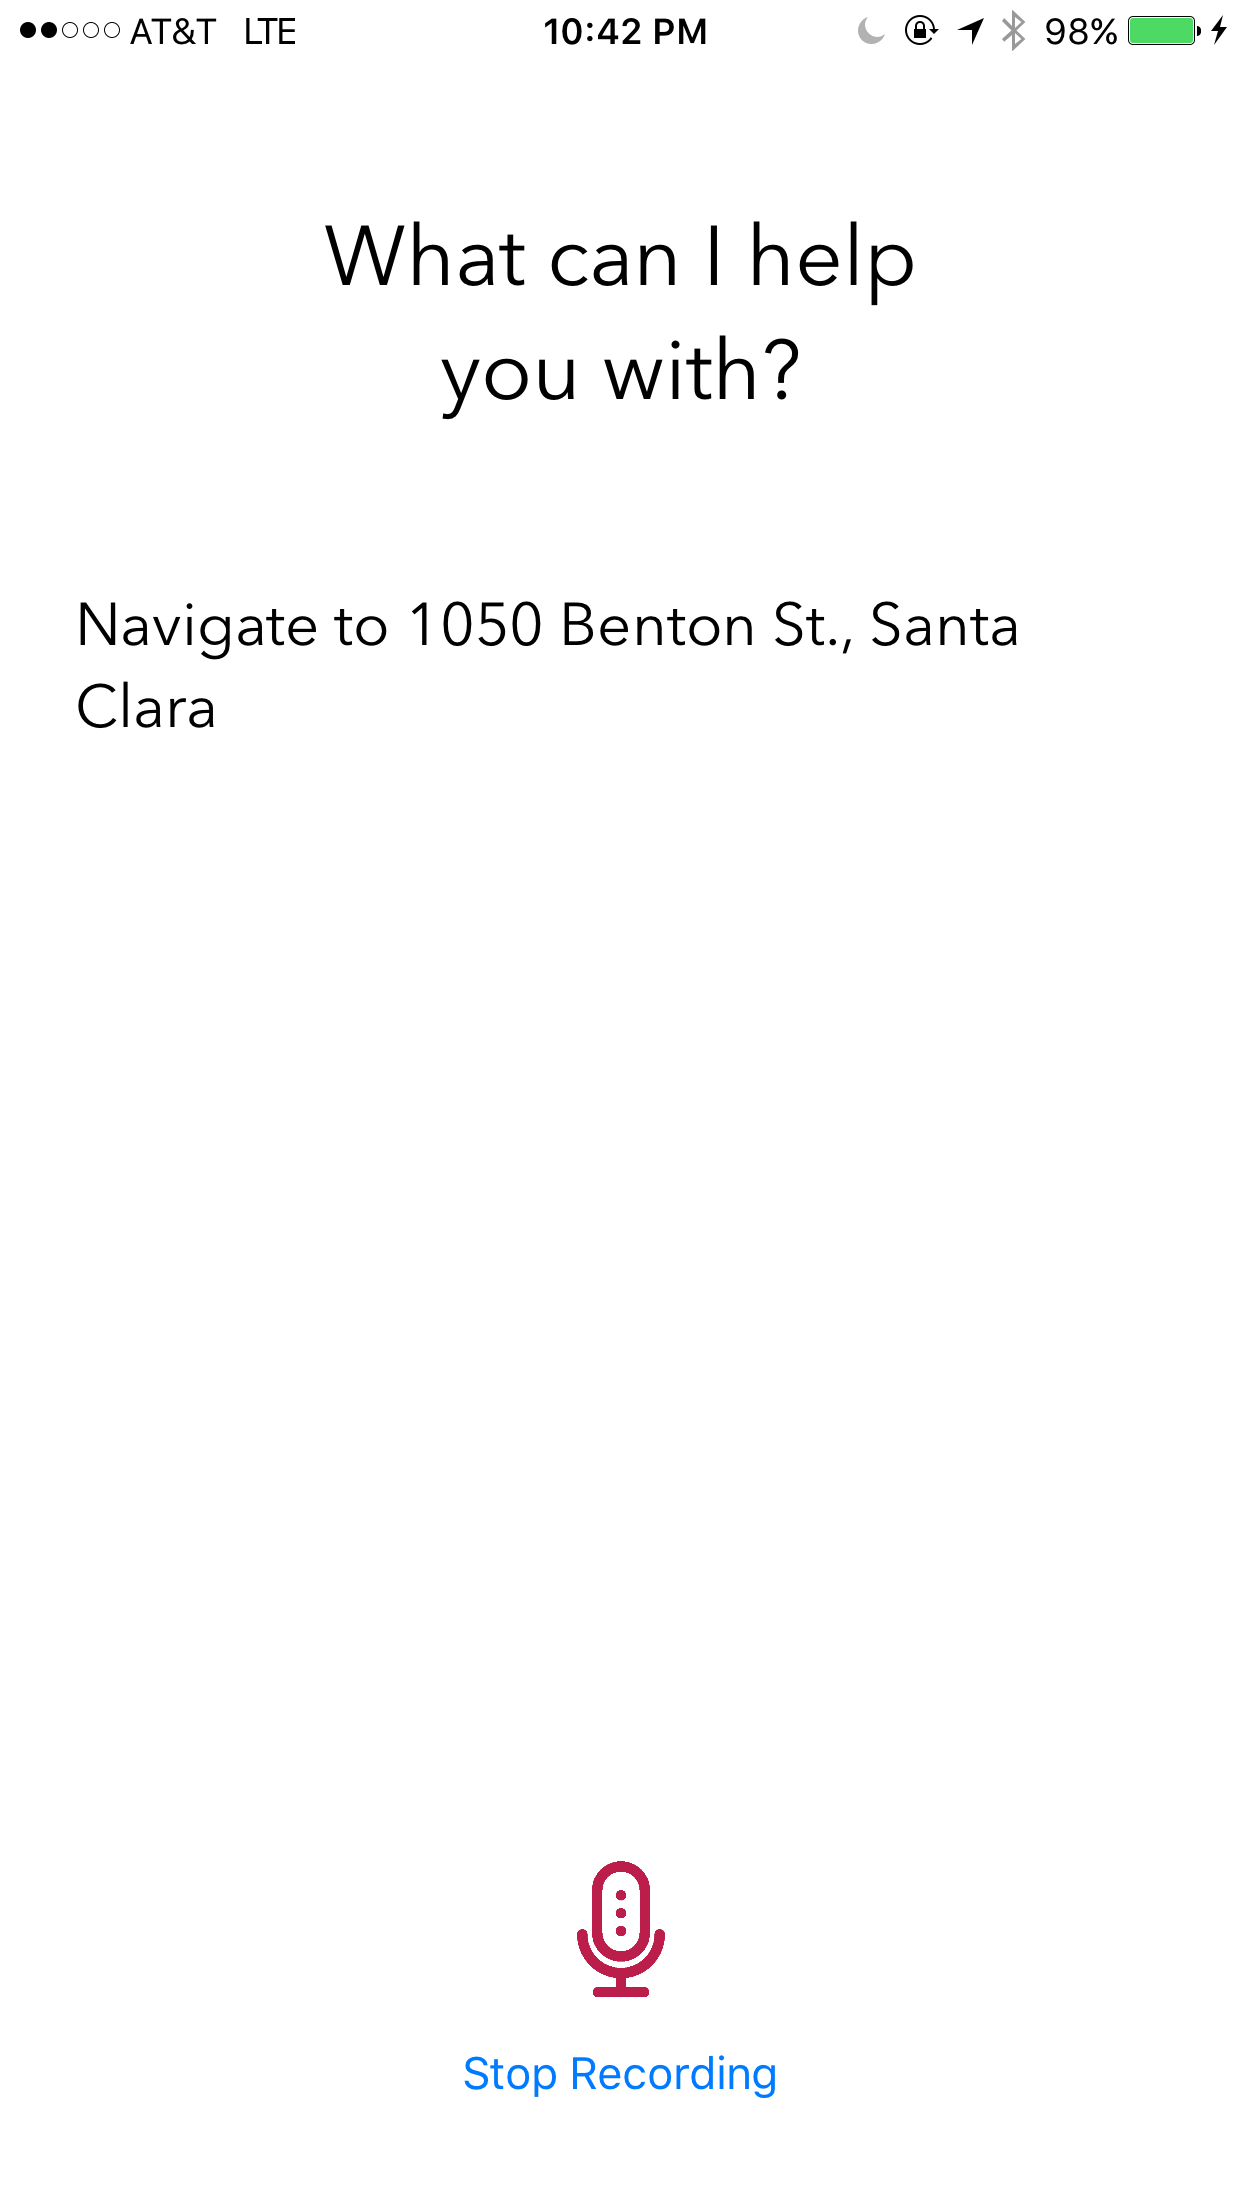 AT&T LTE 10:42 PM 98%
What can I help
you with?
Navigate to 1050 Benton St., Santa
Clara
Stop Recording